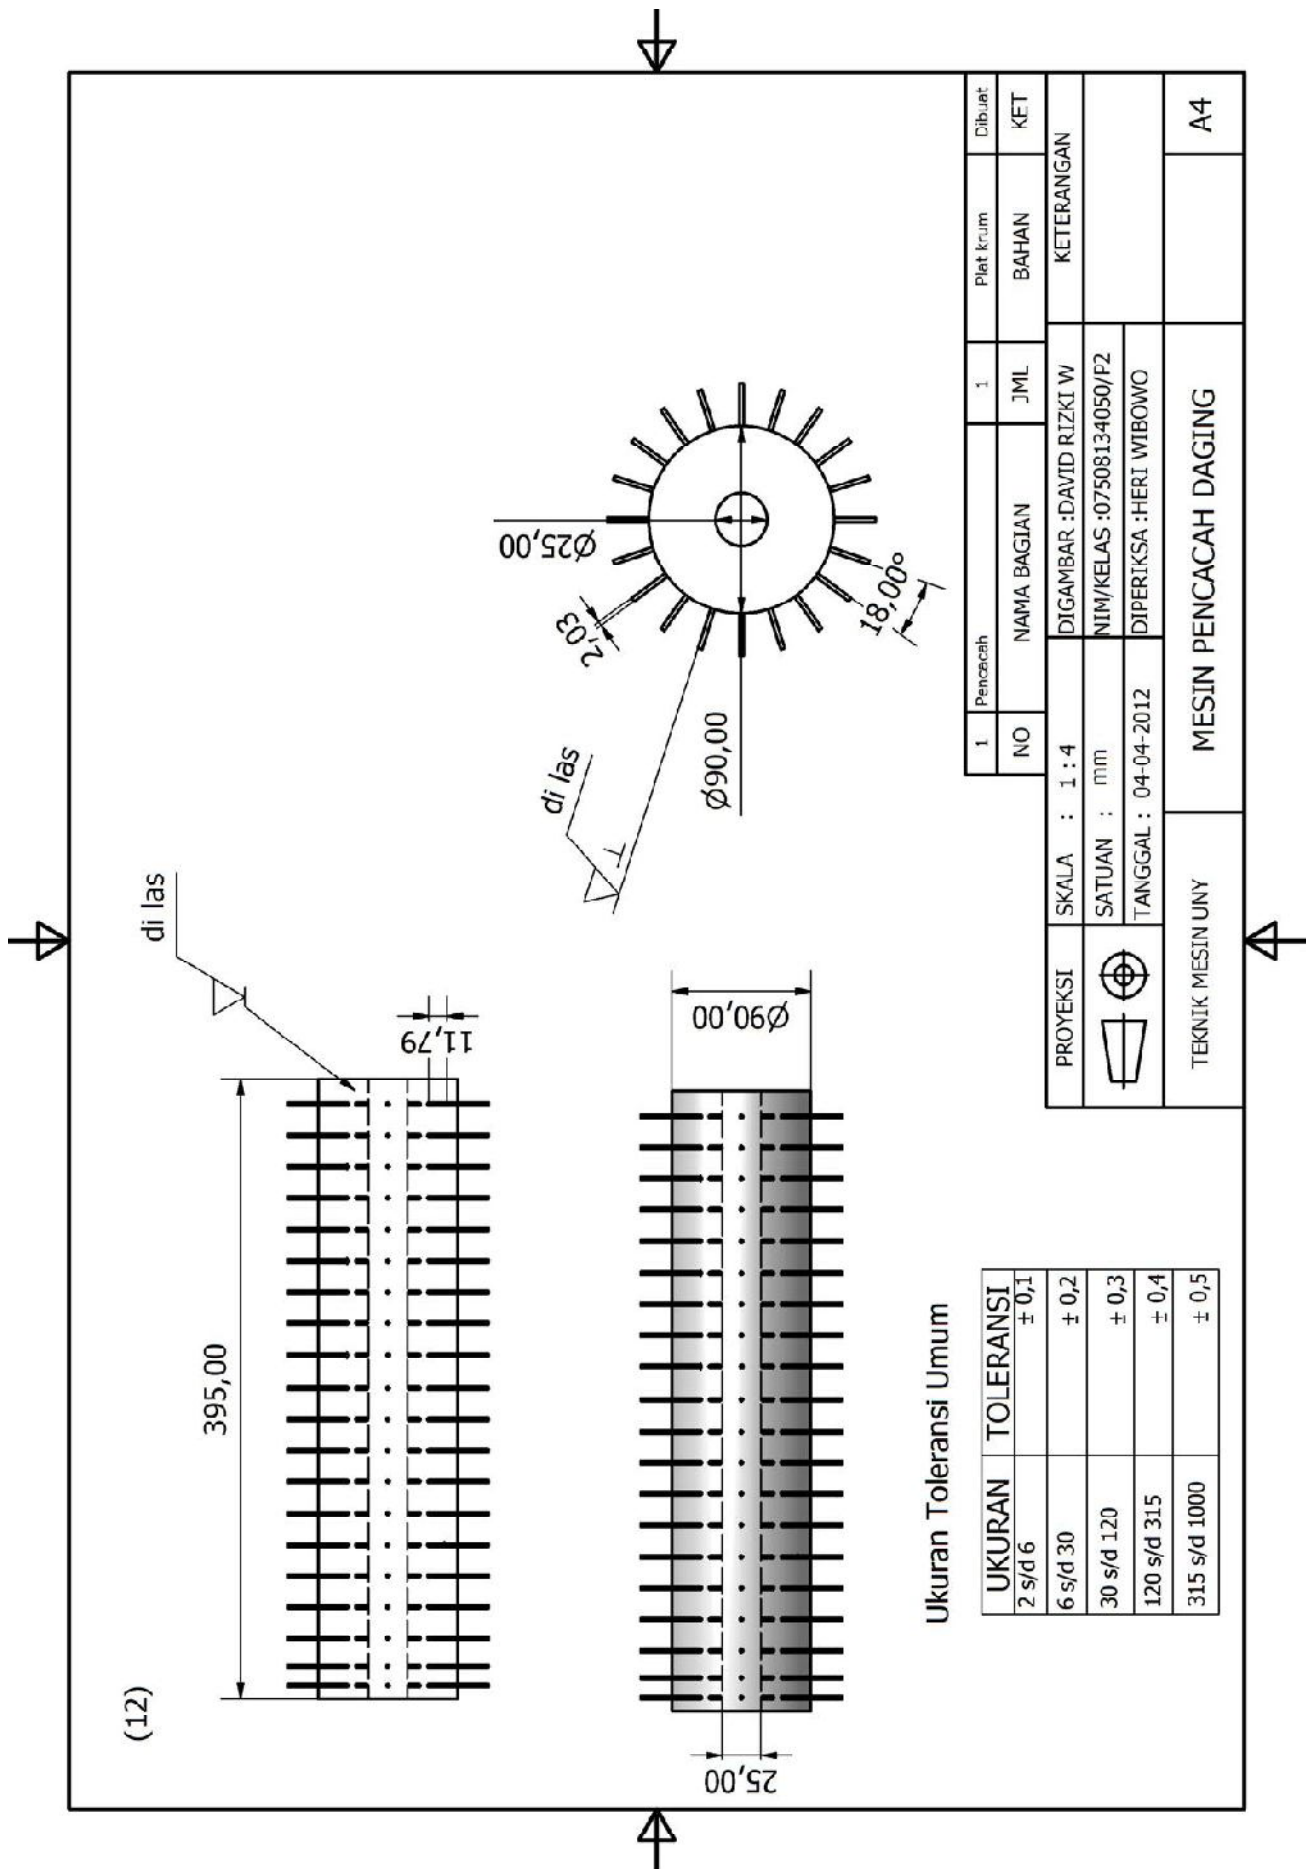 (12)
395,00
di las
11,79
Ø90,00
25,00
di las
2,03
Ø25,00
Ø90,00
18,00°
Ukuran Toleransi Umum
UKURAN TOLERANSI
2 s/d 6 ± 0,1
6 s/d 30 ± 0,2
30 s/d 120 ± 0,3
120 s/d 315 ± 0,4
315 s/d 1000 ± 0,5
1 Pencacah 1 Plat krum Dibuat
NO NAMA BAGIAN JML BAHAN KET
PROYEKSI SKALA : 1 : 4 DIGAMBAR :DAVID RIZKI W KETERANGAN
SATUAN : mm NIM/KELAS :07508134050/P2
TANGGAL : 04-04-2012 DIPERIKSA :HERI WIBOWO
TEKNIK MESIN UNY MESIN PENCACAH DAGING A4